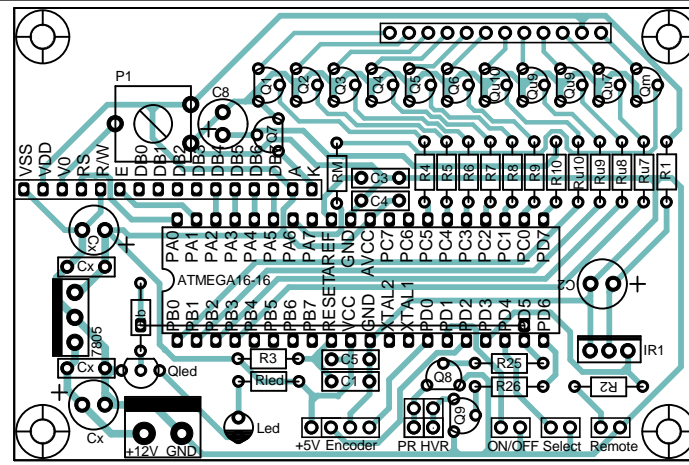 P1
C8
Q1 Q2 Q3 Q4 Q5 Q6 Qu10 Qu9 Qu9 Qu7 Qm
Q7
VSS VDD V0 RS R/W E DB0 DB1 DB2 DB3 DB4 DB5 DB6 DB7 A K
RM
C3
C4
R4 R5 R6 R7 R8 R9 R10 Ru10 Ru9 Ru8 Ru7 R1
Cx
Cx
PA0 PA1 PA2 PA3 PA4 PA5 PA6 PA7 AREF GND AVCC PC7 PC6 PC5 PC4 PC3 PC2 PC1 PC0 PD7
ATMEGA16-16
C2
PB0 PB1 PB2 PB3 PB4 PB5 PB6 PB7 RESET VCC GND XTAL2 XTAL1 PD0 PD1 PD2 PD3 PD4 PD5 PD6
7805
IR1
Cx
Qled
R3
C5
Q8
R25
Rled
C1
R26
R2
Cx
Led
Q9
+12V GND
+5V Encoder
PR HVR
ON/OFF Select Remote